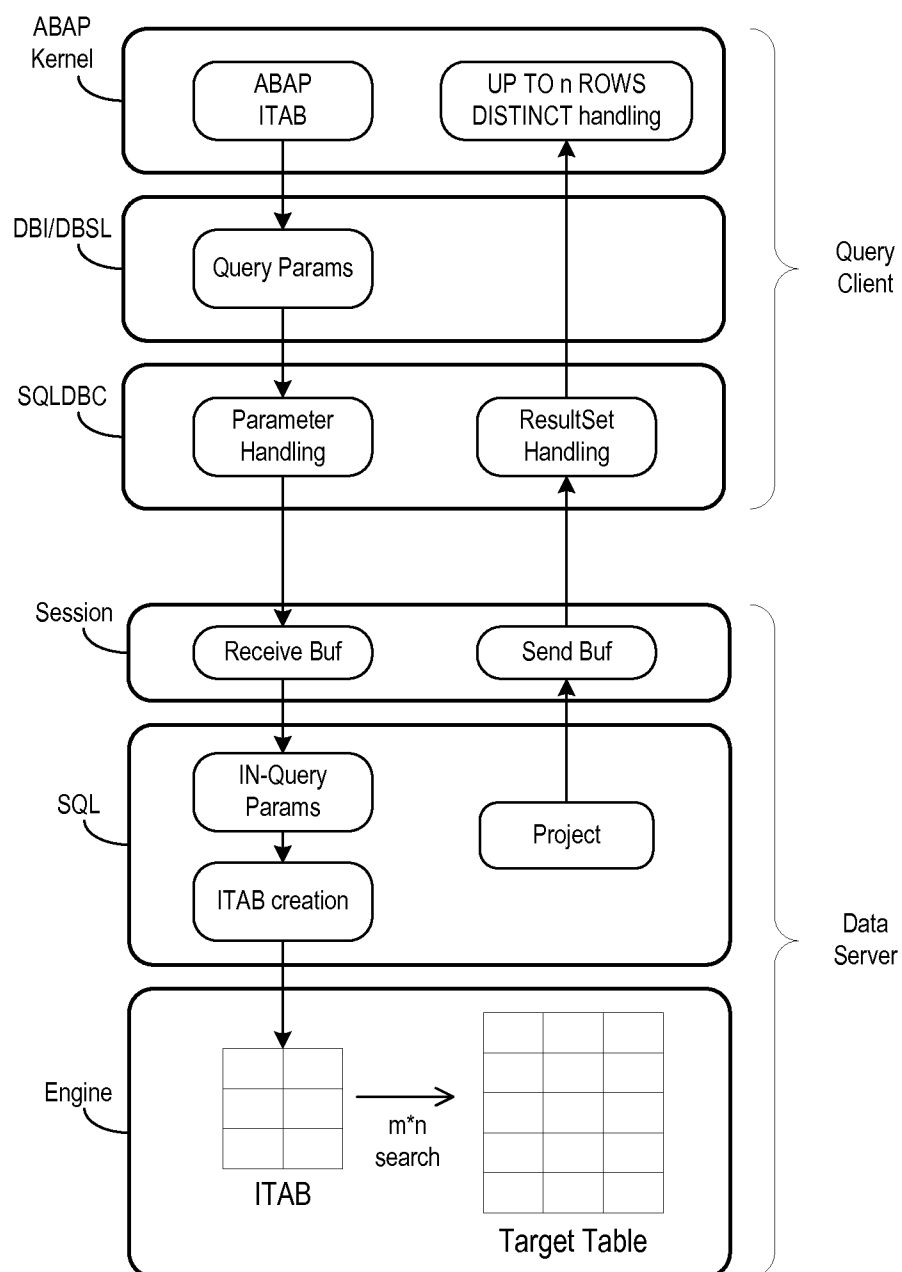 ABAP
Kernel
ABAP
ITAB
UP TO n ROWS
DISTINCT handling
DBI/DBSL
Query Params
Query
Client
SQLDBC
Parameter
Handling
ResultSet
Handling
Session
Receive Buf
Send Buf
SQL
IN-Query
Params
Project
ITAB creation
Data
Server
Engine
m*n
search
ITAB
Target Table